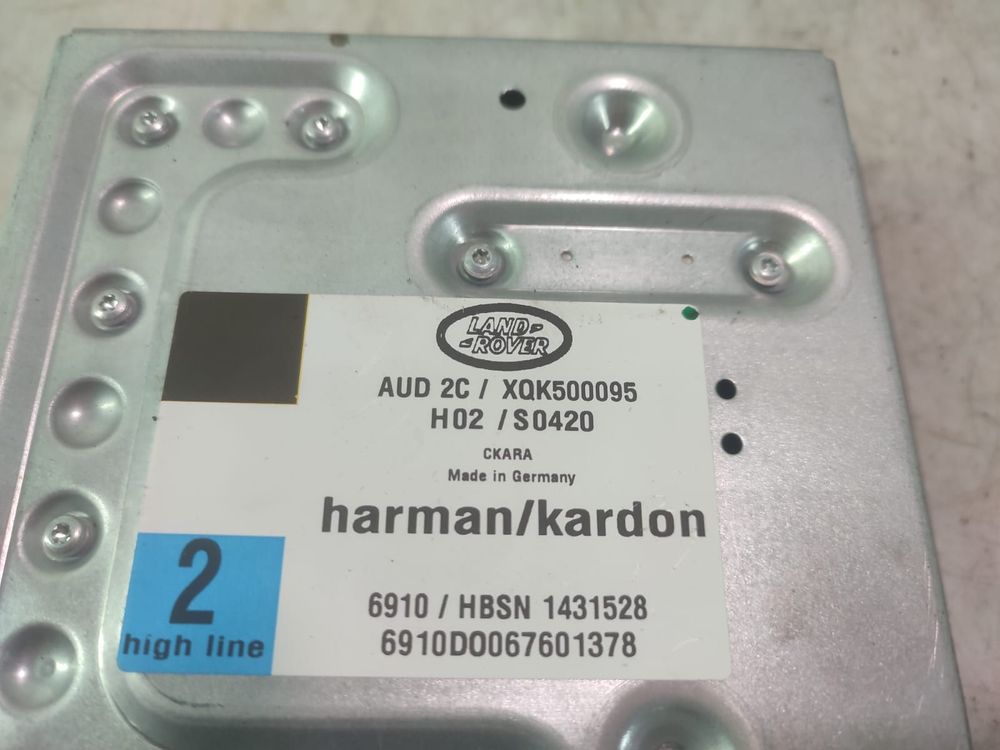 LAND-
-ROVER
AUD 2C / XQK500095
H02 / S0420
CKARA
Made in Germany
harman/kardon
2
high line
6910 / HBSN 1431528
6910DO067601378